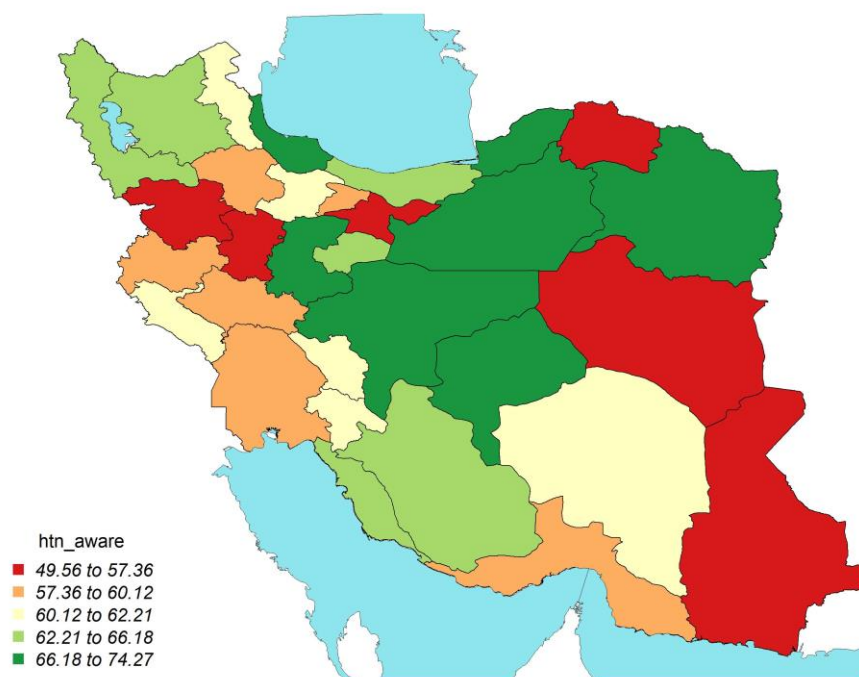 htn_aware
49.56 to 57.36
57.36 to 60.12
60.12 to 62.21
62.21 to 66.18
66.18 to 74.27